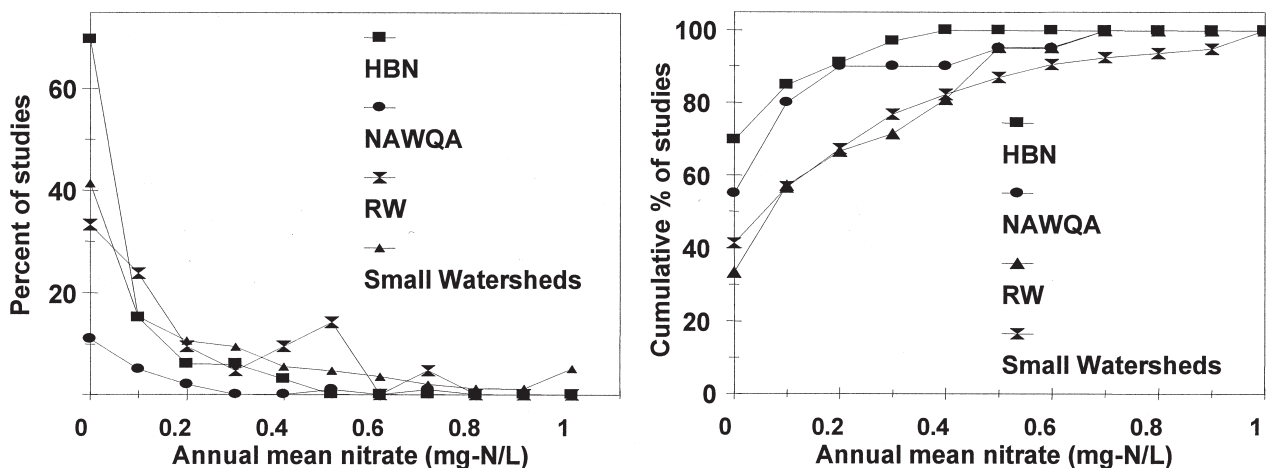 Percent of studies
60
40
20
0
0.2
0.4
0.6
0.8
1
Annual mean nitrate (mg-N/L)
HBN
NAWQA
RW
Small Watersheds
Cumulative % of studies
100
80
60
40
20
0
0
0.2
0.4
0.6
0.8
1
Annual mean nitrate (mg-N/L)
HBN
NAWQA
RW
Small Watersheds